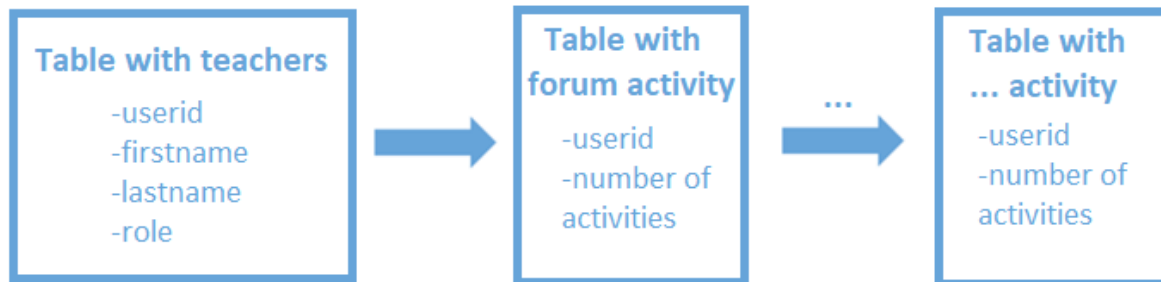 Table with teachers
-userid
-firstname
-lastname
-role
Table with
forum activity
-userid
-number of
activities
...
Table with
... activity
-userid
-number of
activities